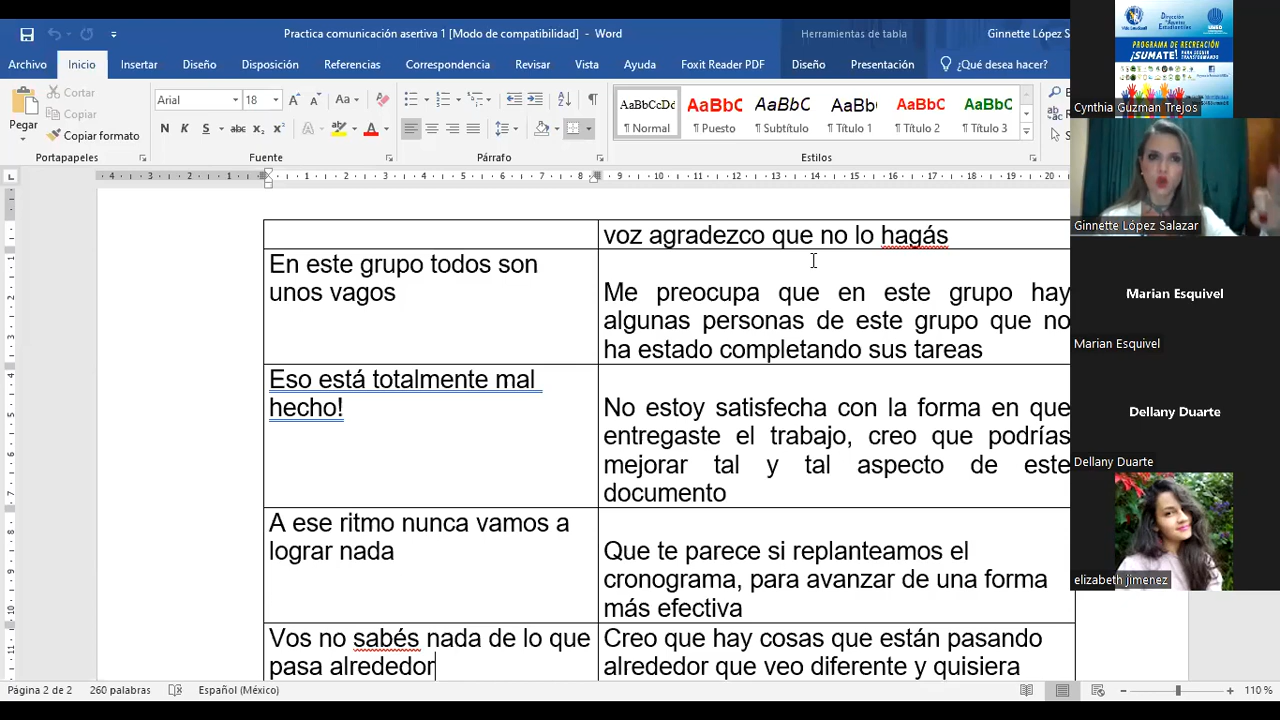 Practica comunicación asertiva 1 [Modo de compatibilidad] - Word
Herramientas de tabla
Ginnette López S
Archivo Inicio Insertar Diseño Disposición Referencias Correspondencia Revisar Vista Ayuda Foxit Reader PDF Diseño Presentación ¿Qué desea hacer?
Pegar
Cortar
Copiar
Copiar formato
Portapapeles
Arial 18
Fuente
Párrafo
AaBbCcDc AaBbC AaBbC AaBbC AaBbC AaBbC
¶ Normal ¶ Puesto ¶ Subtítulo ¶ Título 1 ¶ Título 2 ¶ Título 3
Estilos
voz agradezco que no lo hagás
En este grupo todos son
unos vagos
Me preocupa que en este grupo hay
algunas personas de este grupo que no
ha estado completando sus tareas
Eso está totalmente mal
hecho!
No estoy satisfecha con la forma en que
entregaste el trabajo, creo que podrías
mejorar tal y tal aspecto de este
documento
A ese ritmo nunca vamos a
lograr nada
Que te parece si replanteamos el
cronograma, para avanzar de una forma
más efectiva
Vos no sabés nada de lo que
pasa alrededor
Creo que hay cosas que están pasando
alrededor que veo diferente y quisiera
Página 2 de 2 260 palabras Español (México) 110 %
Dirección
de Asuntos
Estudiantiles
PROGRAMA DE RECREACIÓN
¡SUMATE!
Cynthia Guzman Trejos
Ginnette López Salazar
Marian Esquivel
Marian Esquivel
Dellany Duarte
Dellany Duarte
elizabeth jimenez